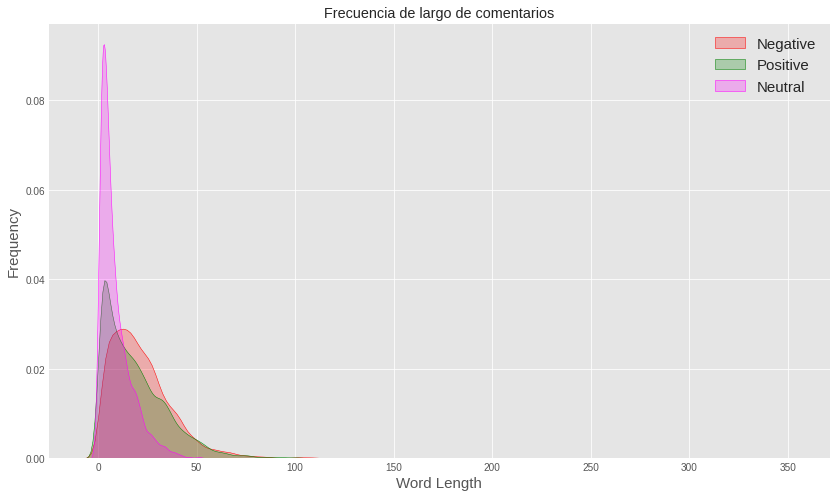 Frecuencia de largo de comentarios
Negative
Positive
Neutral
Frequency
0.08
0.06
0.04
0.02
0.00
0 50 100 150 200 250 300 350
Word Length